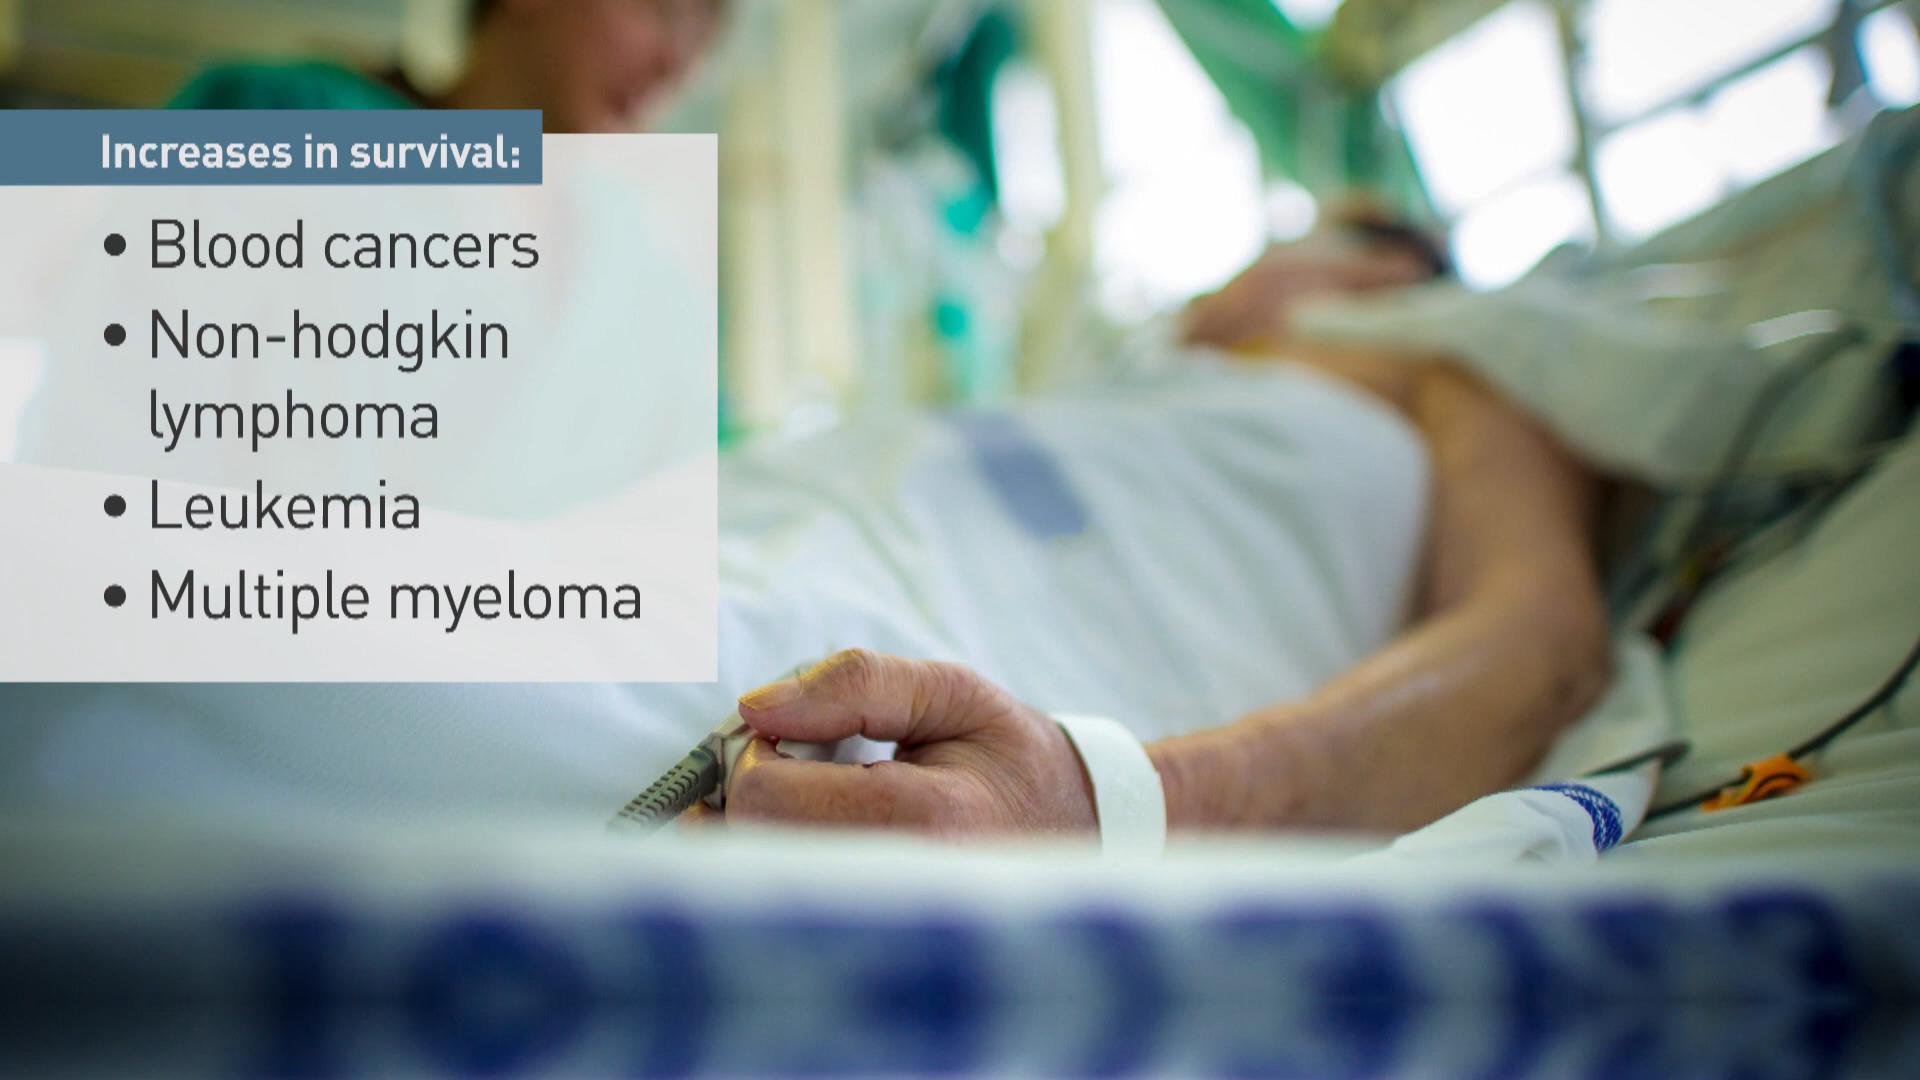 Increases in survival:
• Blood cancers
• Non-hodgkin
lymphoma
• Leukemia
• Multiple myeloma